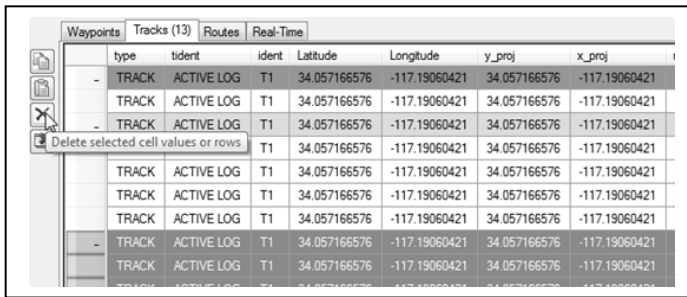 Waypoints Tracks (13) Routes Real-Time
type tident ident Latitude Longitude y_proj x_proj
- TRACK ACTIVE LOG T1 34.057166576 -117.19060421 34.057166576 -117.19060421
TRACK ACTIVE LOG T1 34.057166576 -117.19060421 34.057166576 -117.19060421
- TRACK ACTIVE LOG T1 34.057166576 -117.19060421 34.057166576 -117.19060421
Delete selected cell values or rows T1 34.057166576 -117.19060421 34.057166576 -117.19060421
TRACK ACTIVE LOG T1 34.057166576 -117.19060421 34.057166576 -117.19060421
TRACK ACTIVE LOG T1 34.057166576 -117.19060421 34.057166576 -117.19060421
TRACK ACTIVE LOG T1 34.057166576 -117.19060421 34.057166576 -117.19060421
- TRACK ACTIVE LOG T1 34.057166576 -117.19060421 34.057166576 -117.19060421
TRACK ACTIVE LOG T1 34.057166576 -117.19060421 34.057166576 -117.19060421